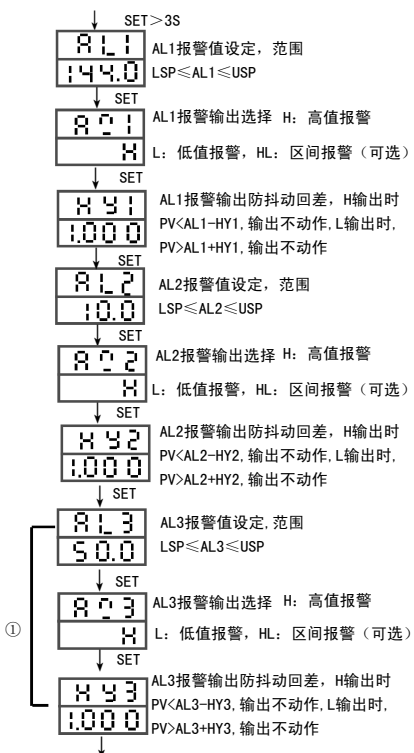 SET＞3S
AL1
144.0
AL1报警值设定，范围
LSP≤AL1≤USP
SET
AC1
H
AL1报警输出选择 H：高值报警
L：低值报警，HL：区间报警（可选）
SET
HY1
1.000
AL1报警输出防抖动回差，H输出时
PV<AL1-HY1,输出不动作,L输出时,
PV>AL1+HY1,输出不动作
SET
AL2
10.0
AL2报警值设定，范围
LSP≤AL2≤USP
SET
AC2
H
AL2报警输出选择 H：高值报警
L：低值报警，HL：区间报警（可选）
SET
HY2
1.000
AL2报警输出防抖动回差，H输出时
PV<AL2-HY2,输出不动作,L输出时,
PV>AL2+HY2,输出不动作
SET
AL3
50.0
AL3报警值设定,范围
LSP≤AL3≤USP
SET
①
AC3
H
AL3报警输出选择 H：高值报警
L：低值报警，HL：区间报警（可选）
SET
HY3
1.000
AL3报警输出防抖动回差，H输出时
PV<AL3-HY3,输出不动作,L输出时,
PV>AL3+HY3,输出不动作